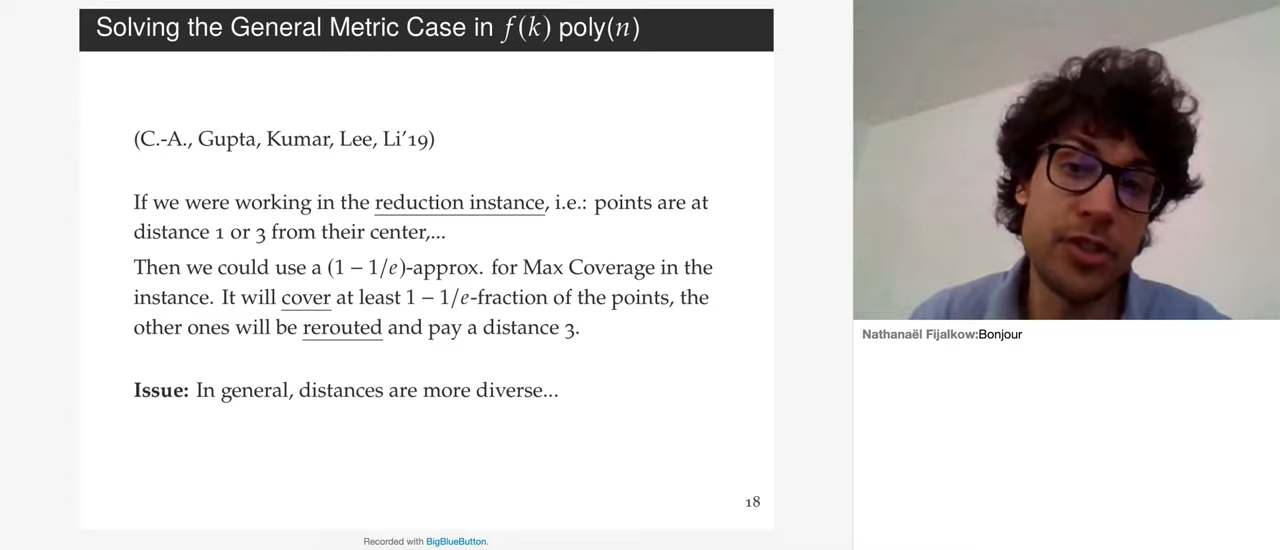 Solving the General Metric Case in f(k) poly(n)
(C.-A., Gupta, Kumar, Lee, Li’19)
If we were working in the reduction instance, i.e.: points are at
distance 1 or 3 from their center,...
Then we could use a (1 − 1/e)-approx. for Max Coverage in the
instance. It will cover at least 1 − 1/e-fraction of the points, the
other ones will be rerouted and pay a distance 3.
Issue: In general, distances are more diverse...
18
Recorded with BigBlueButton.
Nathanaël Fijalkow:Bonjour